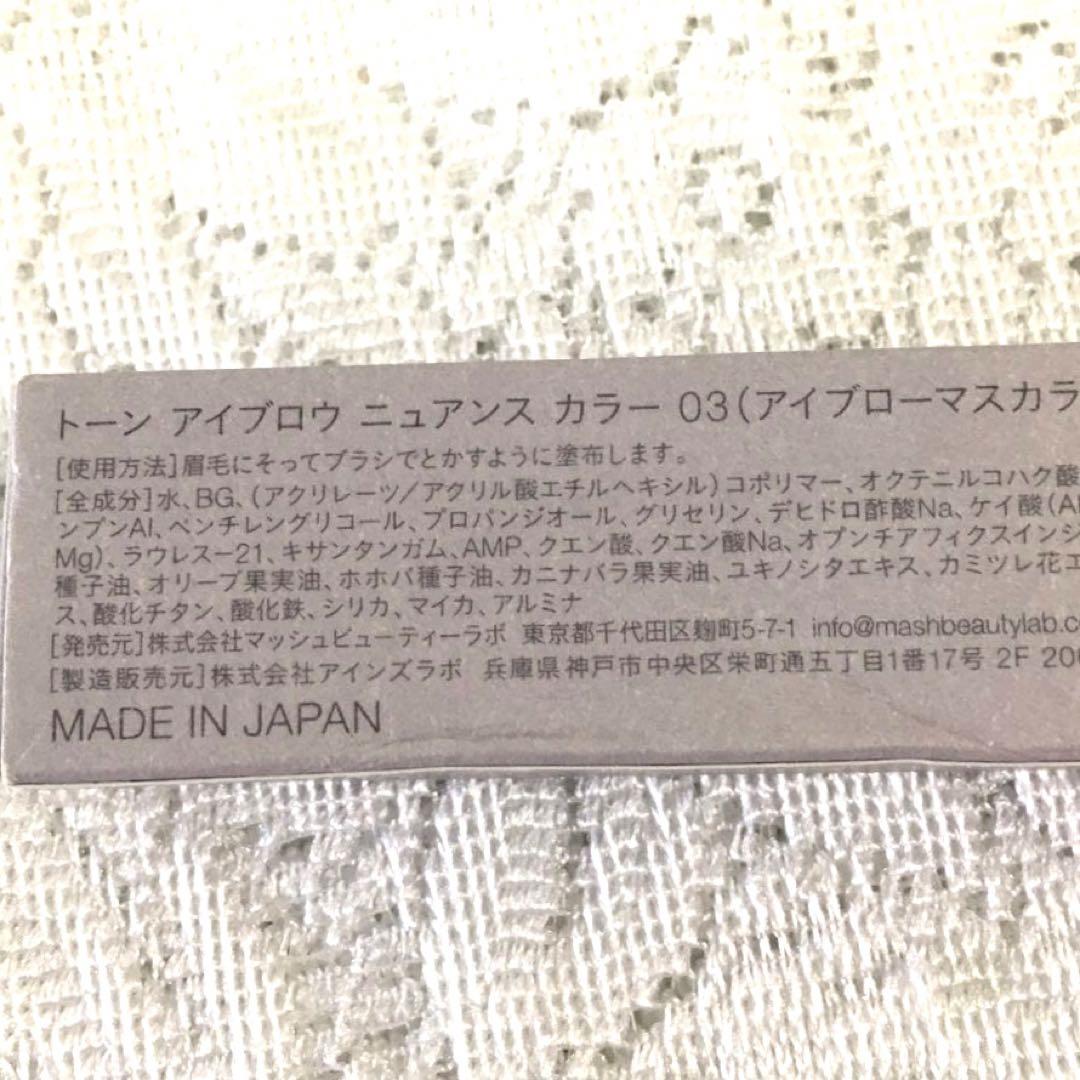 トーン アイブロウ ニュアンス カラー 03(アイブローマスカラ
[使用方法]眉毛にそってブラシでとかすように塗布します。
[全成分]水、BG、(アクリレーツ/アクリル酸エチルヘキシル)コポリマー、オクテニルコハク酸
ンプンAl、ペンチレングリコール、プロパンジオール、グリセリン、デヒドロ酢酸Na、ケイ酸(Al
Mg)、ラウレス−21、キサンタンガム、AMP、クエン酸、クエン酸Na、オプンチアフィクスインジ
種子油、オリーブ果実油、ホホバ種子油、カニナバラ果実油、ユキノシタエキス、カミツレ花エ
ス、酸化チタン、酸化鉄、シリカ、マイカ、アルミナ
[発売元]株式会社マッシュビューティーラボ 東京都千代田区麹町5-7-1 info@mashbeautylab.c
[製造販売元]株式会社アインズラボ 兵庫県神戸市中央区栄町通五丁目1番17号 2F 200
MADE IN JAPAN